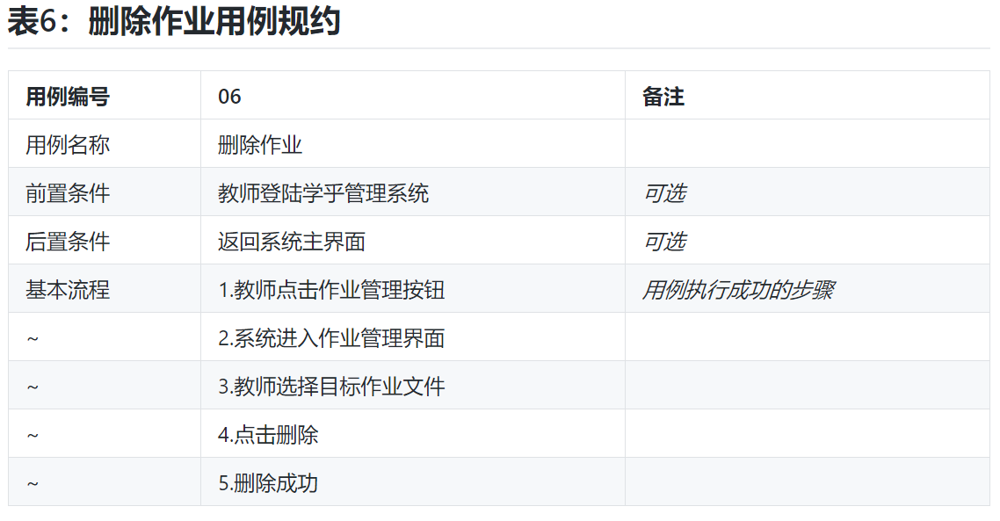 表6：删除作业用例规约
用例编号 06 备注
用例名称 删除作业
前置条件 教师登陆学乎管理系统 可选
后置条件 返回系统主界面 可选
基本流程 1.教师点击作业管理按钮 用例执行成功的步骤
~ 2.系统进入作业管理界面
~ 3.教师选择目标作业文件
~ 4.点击删除
~ 5.删除成功